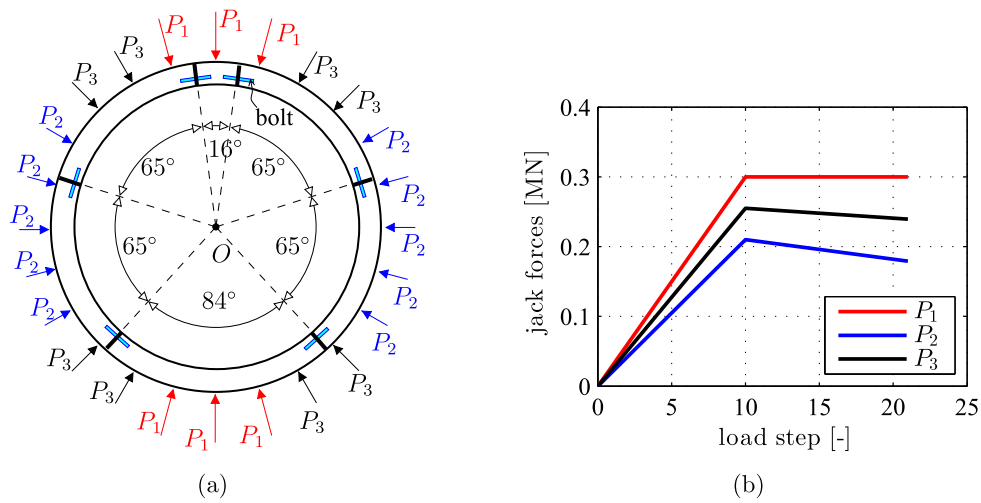 P₁
P₁ P₁
P₃ P₃
P₃ P₃
bolt
P₂ P₂
16°
65° 65°
P₂ P₂
P₂ P₂
65° 65°
O
P₂ P₂
84°
P₂ P₂
P₃ P₃
P₃ P₃
P₁ P₁
P₁
(a)
0.4
0.3
0.2
0.1
0
jack forces [MN]
P₁
P₂
P₃
0 5 10 15 20 25
load step [-]
(b)